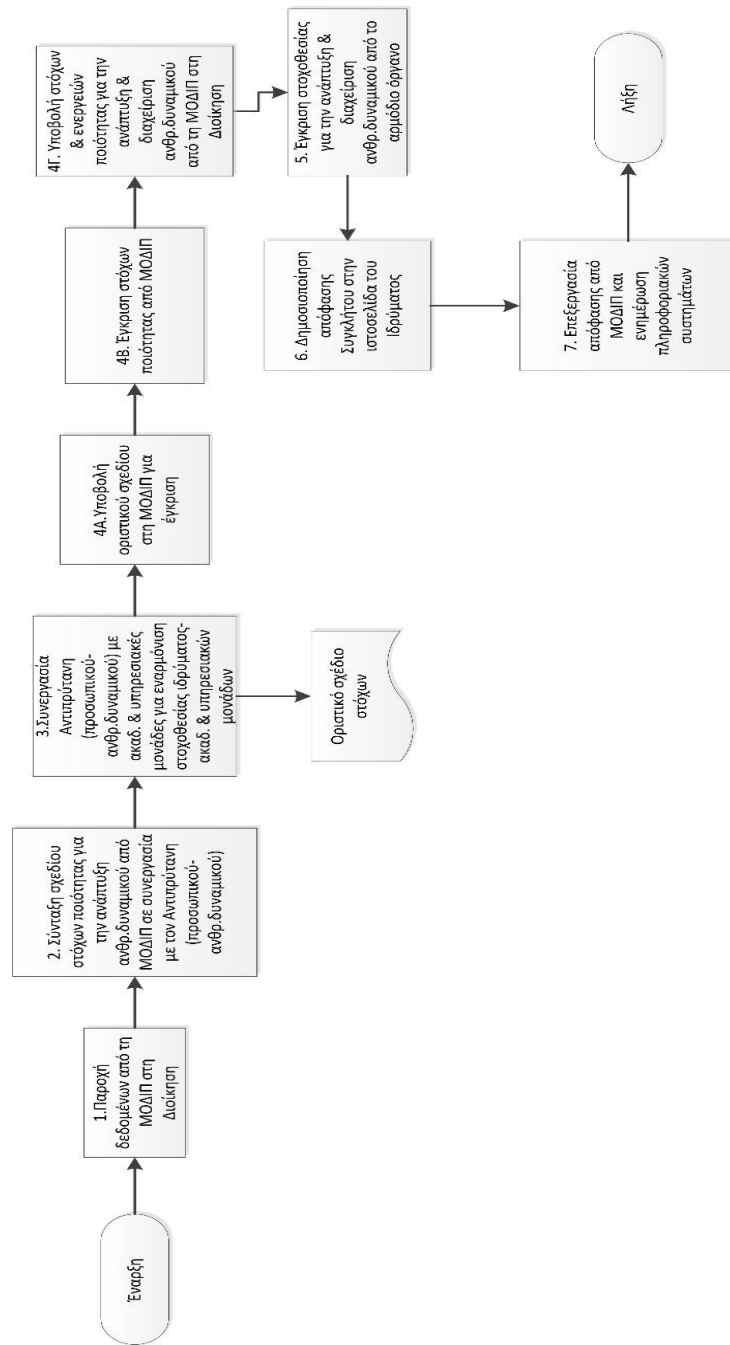 Έναρξη
1.Παροχή
δεδομένων από τη
ΜΟΔΙΠ στη
Διοίκηση
2. Σύνταξη σχεδίου
στόχων ποιότητας για
την ανάπτυξη
ανθρ.δυναμικού από
ΜΟΔΙΠ σε συνεργασία
με τον Αντιπρύτανη
(προσωπικού-
ανθρ.δυναμικού)
3.Συνεργασία
Αντιπρύτανη
(προσωπικού-
ανθρ.δυναμικού) με
ακαδ. & υπηρεσιακές
μονάδες για εναρμόνιση
στοχοθεσίας ιδρύματος-
ακαδ. & υπηρεσιακών
μονάδων
Οριστικό σχέδιο
στόχων
4Α.Υποβολή
οριστικού σχεδίου
στη ΜΟΔΙΠ για
έγκριση
4Β. Έγκριση στόχων
ποιότητας από ΜΟΔΙΠ
4Γ. Υποβολή στόχων
& ενεργειών
ποιότητας για την
ανάπτυξη &
διαχείριση
ανθρ.δυναμικού
από τη ΜΟΔΙΠ στη
Διοίκηση
5. Έγκριση στοχοθεσίας
για την ανάπτυξη &
διαχείριση
ανθρ.δυναμικού από το
αρμόδιο όργανο
6. Δημοσιοποίηση
απόφασης
Συγκλήτου στην
ιστοσελίδα του
Ιδρύματος
7. Επεξεργασία
απόφασης από
ΜΟΔΙΠ και
ενημέρωση
πληροφοριακών
συστημάτων
Λήξη